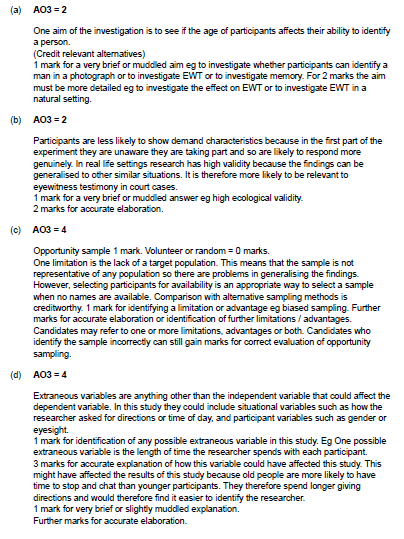 (a) AO3 = 2
One aim of the investigation is to see if the age of participants affects their ability to identify
a person.
(Credit relevant alternatives)
1 mark for a very brief or muddled aim eg to investigate whether participants can identify a
man in a photograph or to investigate EWT or to investigate memory. For 2 marks the aim
must be more detailed eg to investigate the effect on EWT or to investigate EWT in a
natural setting.
(b) AO3 = 2
Participants are less likely to show demand characteristics because in the first part of the
experiment they are unaware they are taking part and so are likely to respond more
genuinely. In real life settings research has high validity because the findings can be
generalised to other similar situations. It is therefore more likely to be relevant to
eyewitness testimony in court cases.
1 mark for a very brief or muddled answer eg high ecological validity.
2 marks for accurate elaboration.
(c) AO3 = 4
Opportunity sample 1 mark. Volunteer or random = 0 marks.
One limitation is the lack of a target population. This means that the sample is not
representative of any population so there are problems in generalising the findings.
However, selecting participants for availability is an appropriate way to select a sample
when no names are available. Comparison with alternative sampling methods is
creditworthy. 1 mark for identifying a limitation or advantage eg biased sampling. Further
marks for accurate elaboration or identification of further limitations / advantages.
Candidates may refer to one or more limitations, advantages or both. Candidates who
identify the sample incorrectly can still gain marks for correct evaluation of opportunity
sampling.
(d) AO3 = 4
Extraneous variables are anything other than the independent variable that could affect the
dependent variable. In this study they could include situational variables such as how the
researcher asked for directions or time of day, and participant variables such as gender or
eyesight.
1 mark for identification of any possible extraneous variable in this study. Eg One possible
extraneous variable is the length of time the researcher spends with each participant.
3 marks for accurate explanation of how this variable could have affected this study. This
might have affected the results of this study because old people are more likely to have
time to stop and chat than younger participants. They therefore spend longer giving
directions and would therefore find it easier to identify the researcher.
1 mark for very brief or slightly muddled explanation.
Further marks for accurate elaboration.